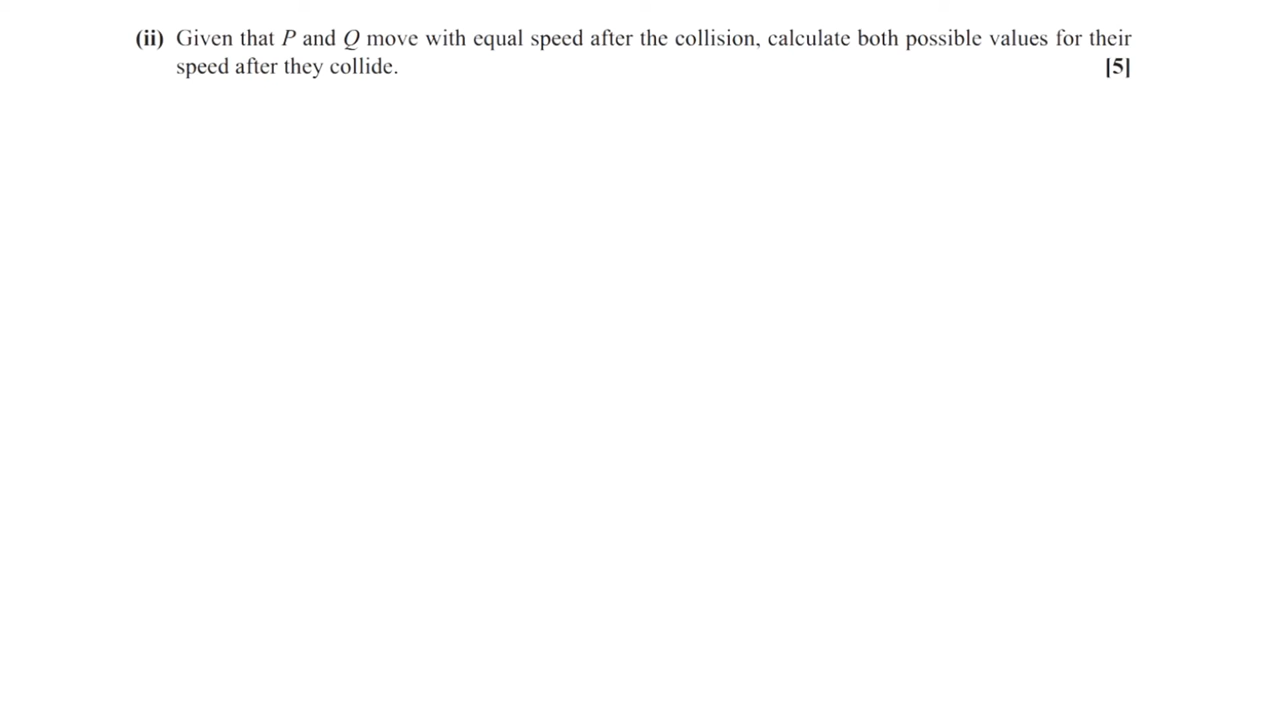 (ii) Given that P and Q move with equal speed after the collision, calculate both possible values for their
speed after they collide. [5]